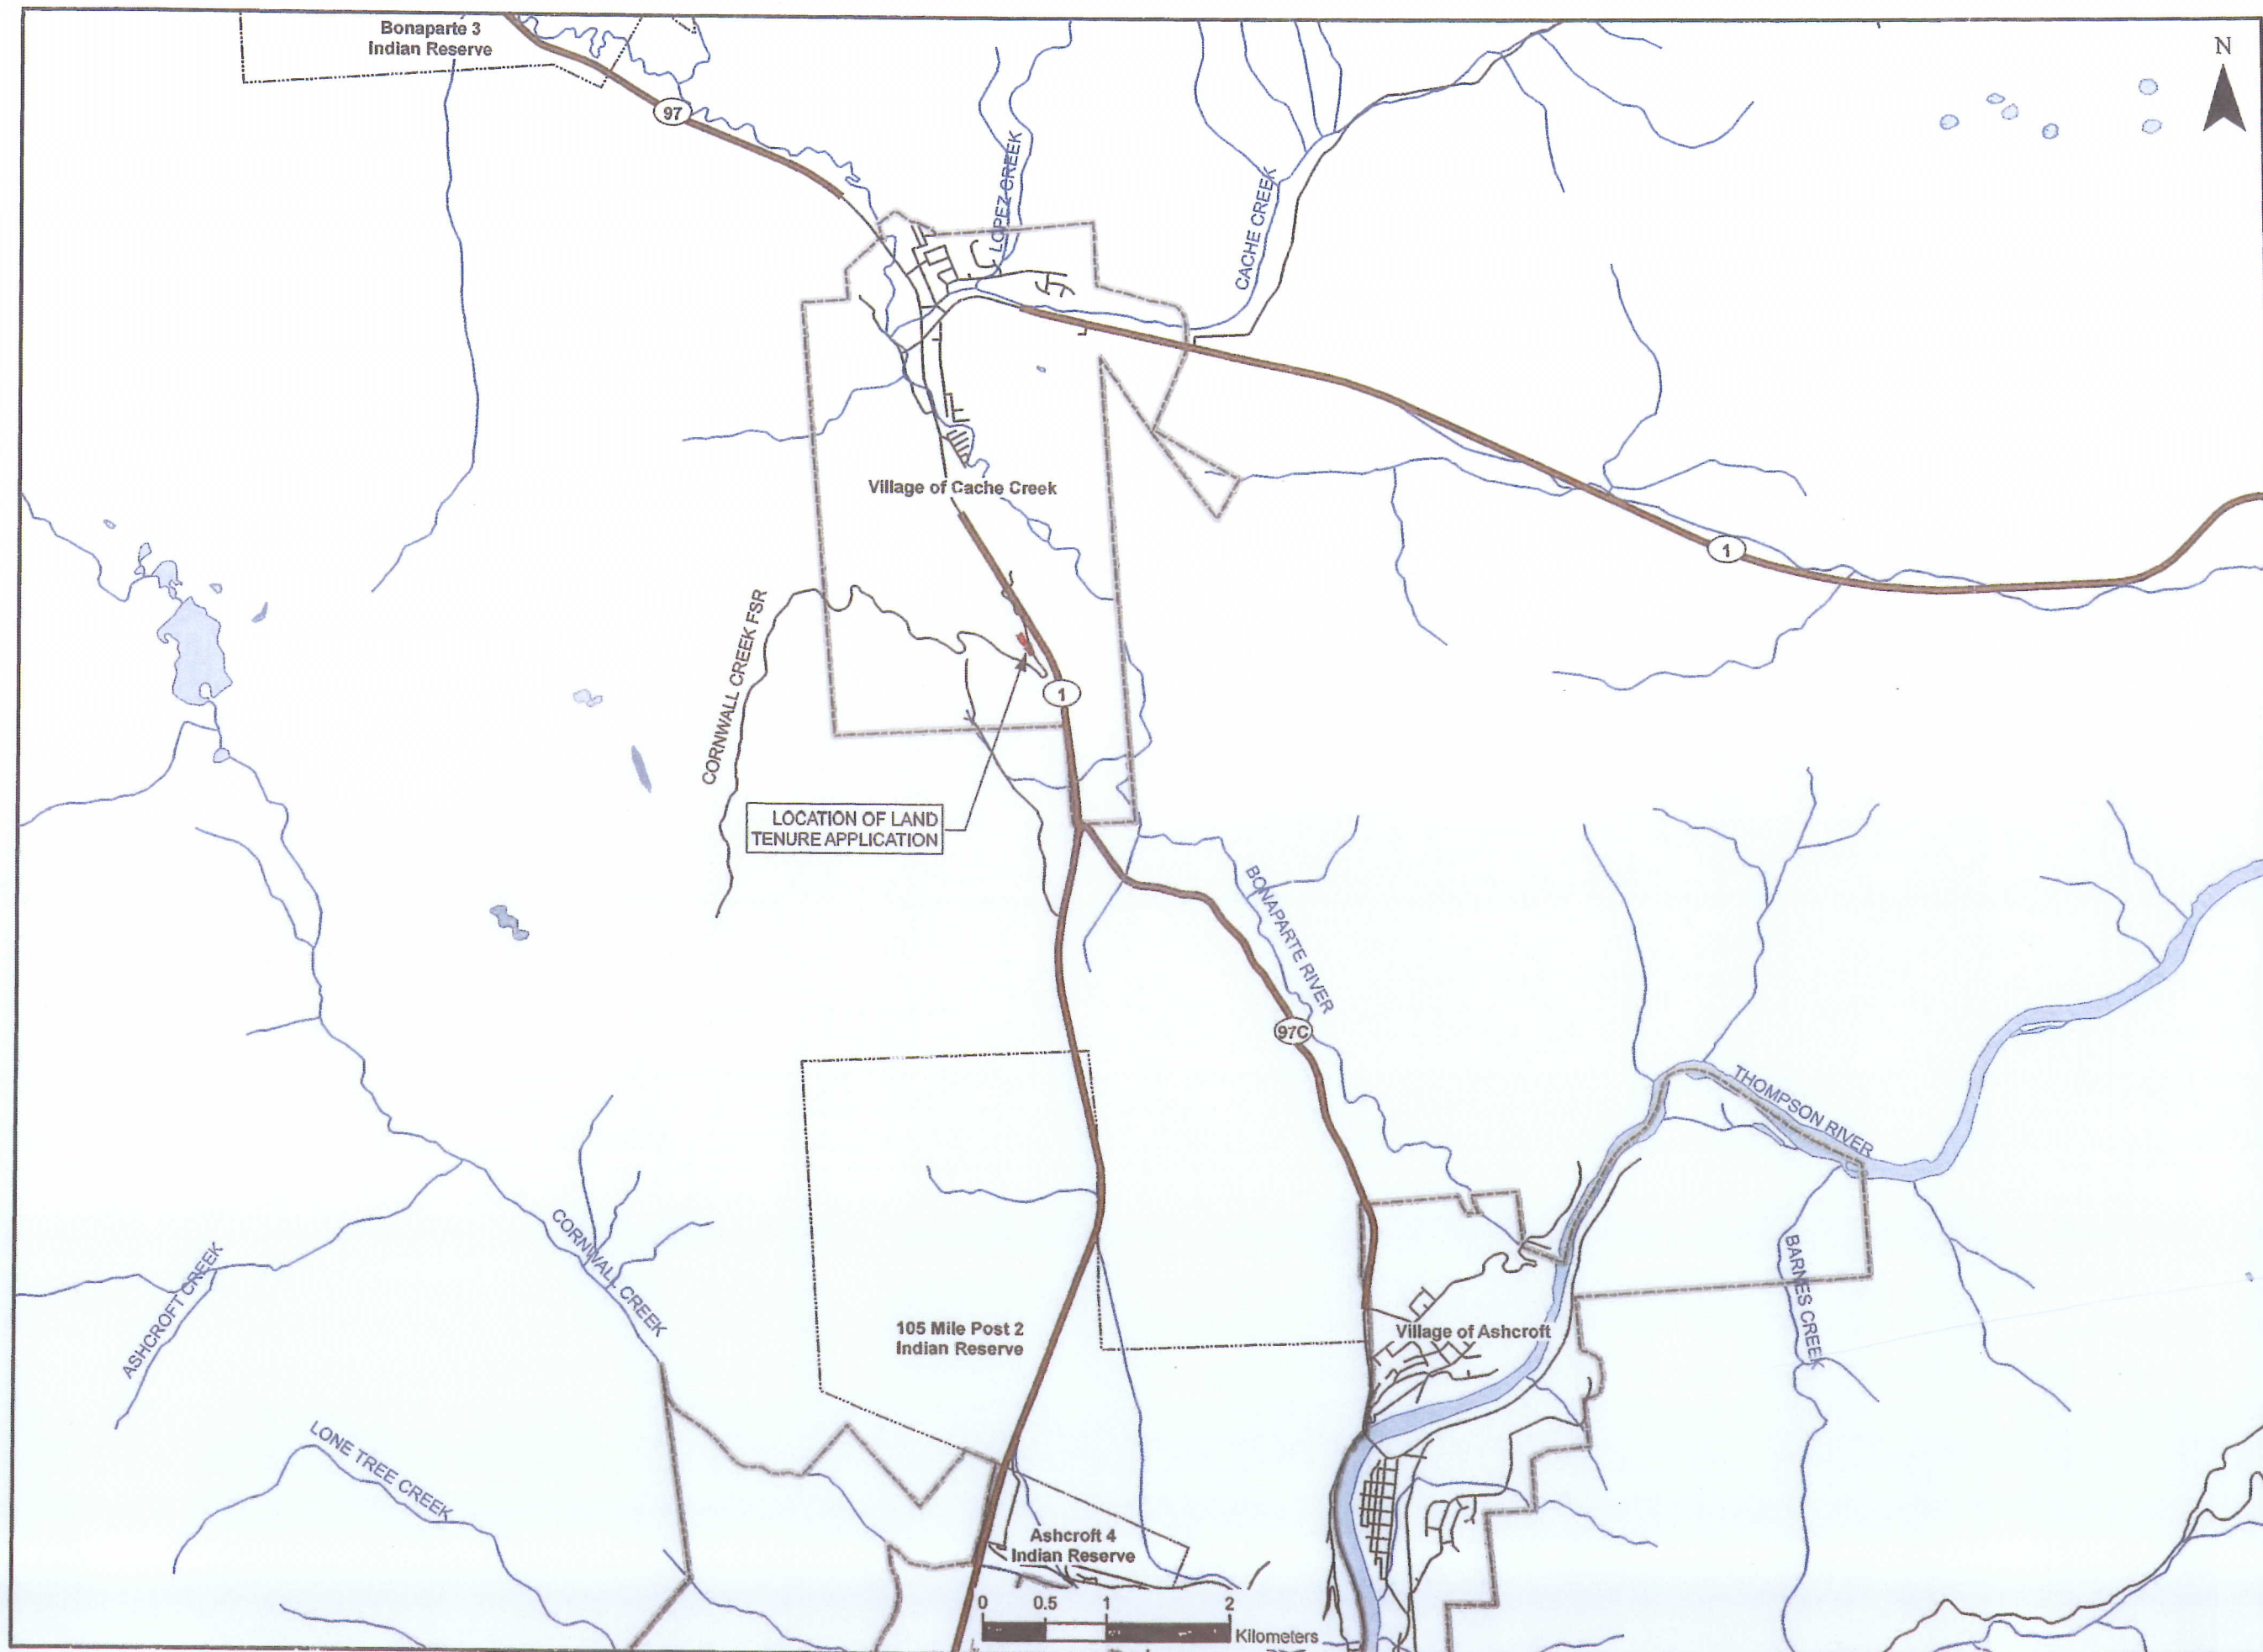 Bonaparte 3
Indian Reserve
N
97
LOPEZ CREEK
CACHE CREEK
Village of Cache Creek
1
CORNWALL CREEK FSR
1
LOCATION OF LAND
TENURE APPLICATION
BONAPARTE RIVER
97C
THOMPSON RIVER
CORNWALL CREEK
ASHCROFT CREEK
BARNES CREEK
105 Mile Post 2
Indian Reserve
Village of Ashcroft
LONE TREE CREEK
Ashcroft 4
Indian Reserve
0 0.5 1 2
Kilometers